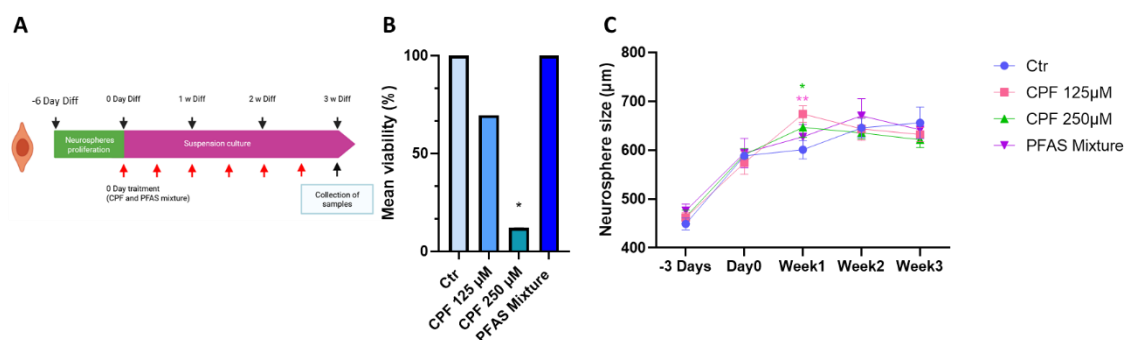 A
-6 Day Diff
0 Day Diff
1 w Diff
2 w Diff
3 w Diff
Neurospheres
proliferation
Suspension culture
0 Day traitment
(CPF and PFAS mixture)
Collection of
samples
B
Mean viability (%)
100
0
*
Ctr
CPF 125 µM
CPF 250 µM
PFAS Mixture
C
Neurosphere size (µm)
800
700
600
500
400
*
**
-3 Days
Day0
Week1
Week2
Week3
Ctr
CPF 125µM
CPF 250µM
PFAS Mixture